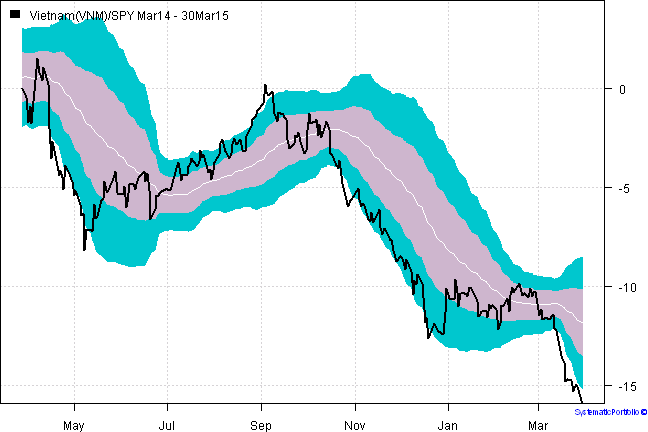 Vietnam(VNM)/SPY Mar14 - 30Mar15
0
-5
-10
-15
May Jul Sep Nov Jan Mar
SystematicPortfolio ©